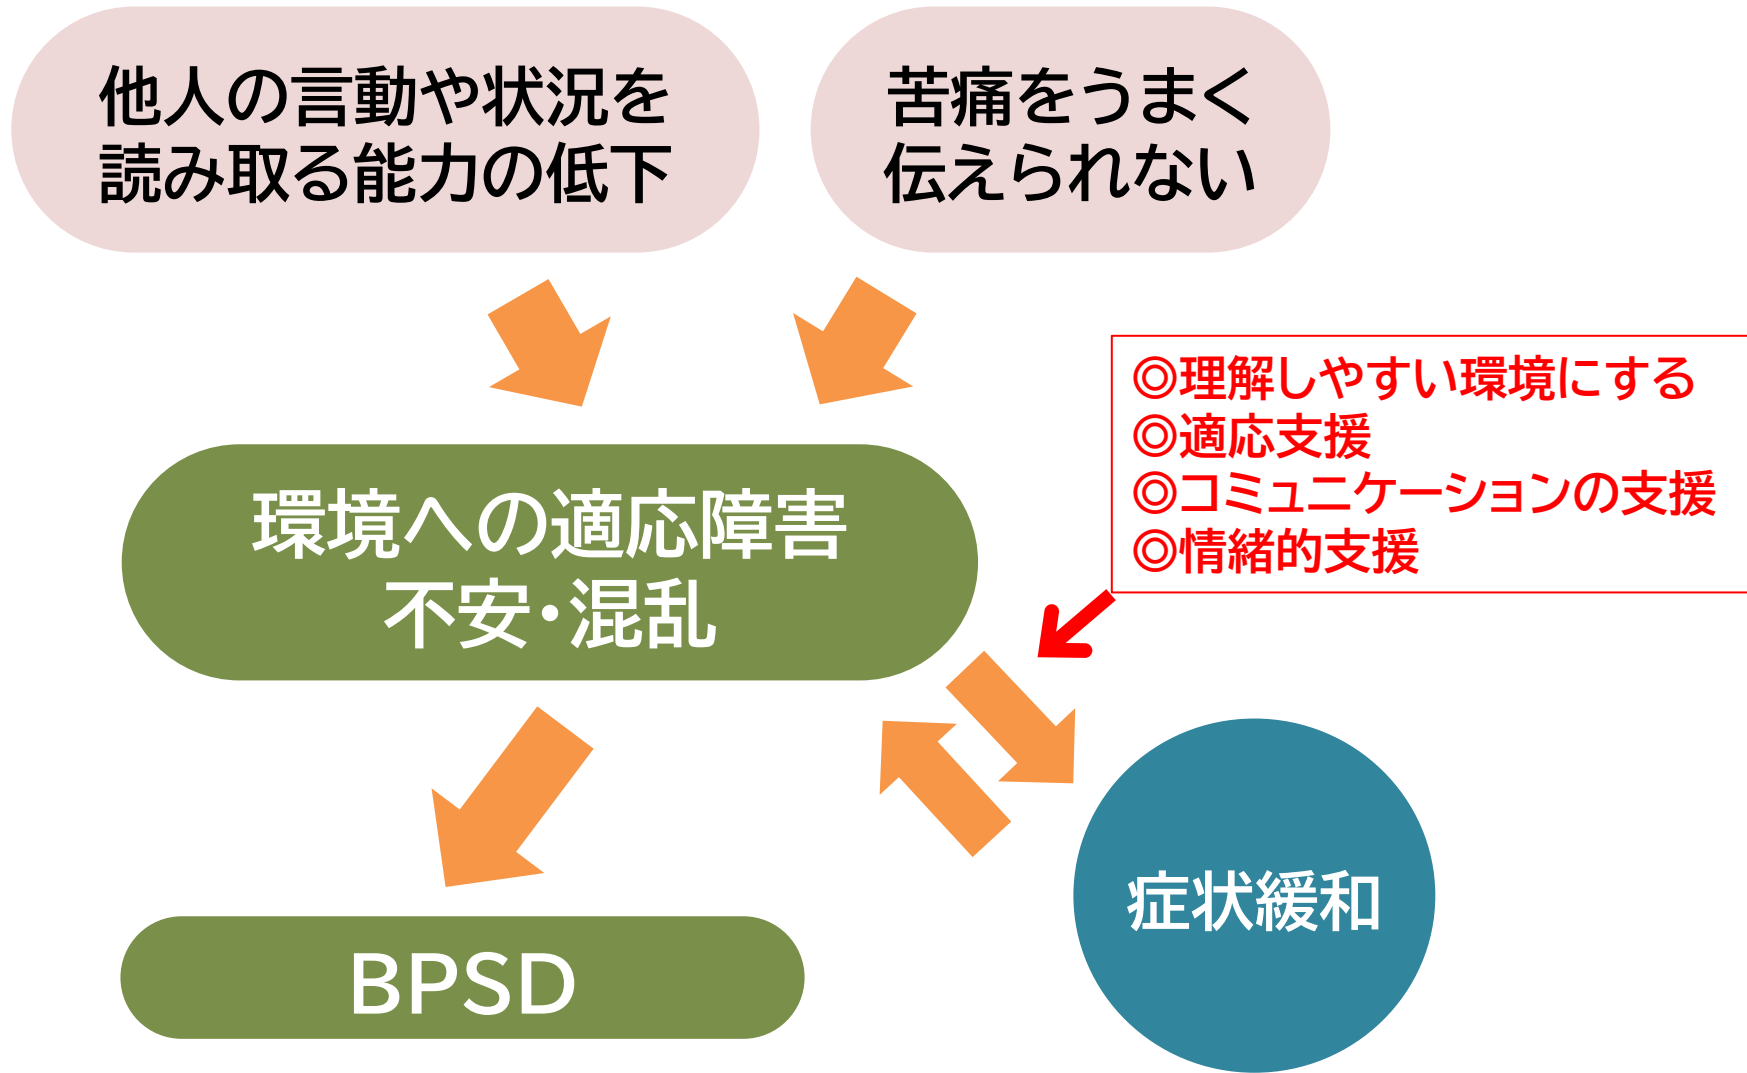 他人の言動や状況を
読み取る能力の低下
苦痛をうまく
伝えられない
◎理解しやすい環境にする
◎適応支援
◎コミュニケーションの支援
◎情緒的支援
環境への適応障害
不安・混乱
症状緩和
BPSD